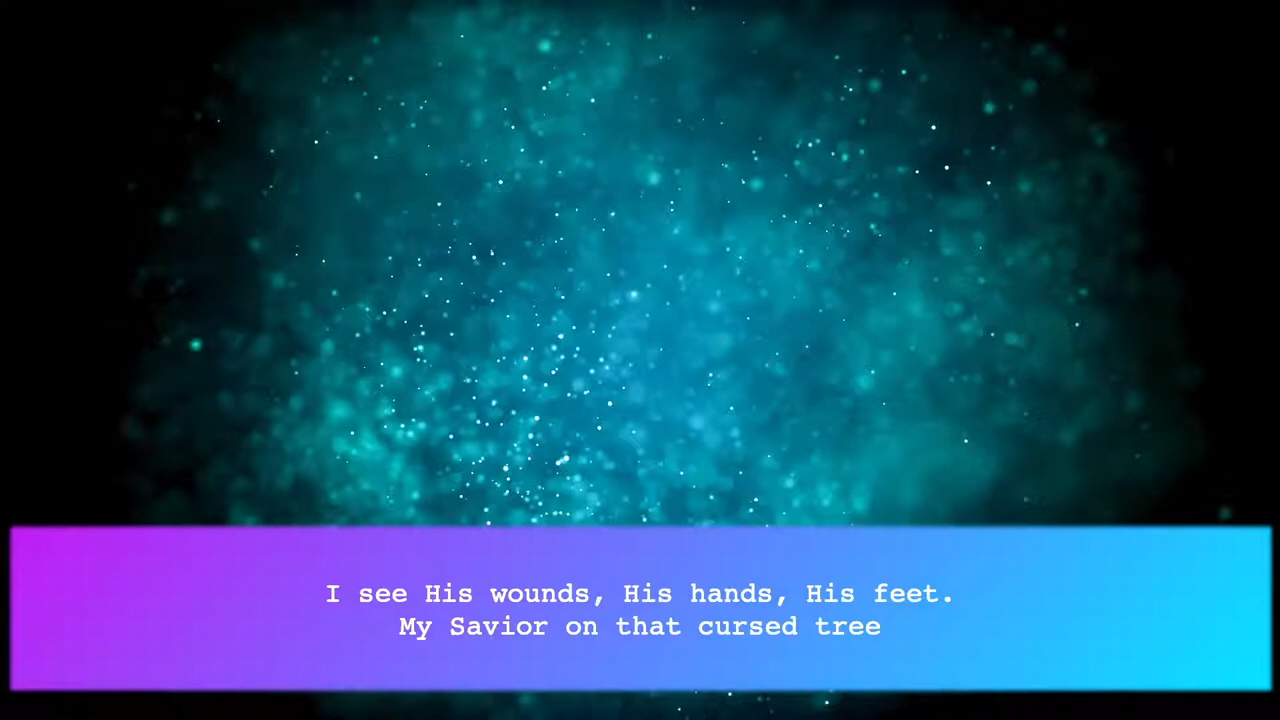 I see His wounds, His hands, His feet.
My Savior on that cursed tree